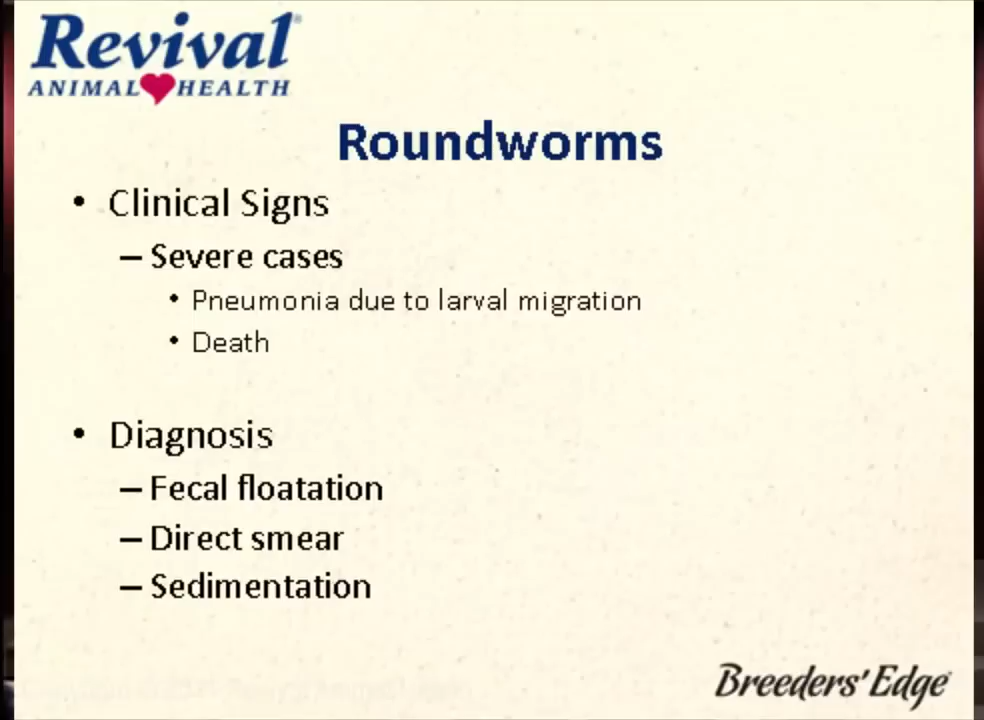 Revival®
ANIMAL HEALTH
Roundworms
• Clinical Signs
– Severe cases
• Pneumonia due to larval migration
• Death
• Diagnosis
– Fecal floatation
– Direct smear
– Sedimentation
Breeders' Edge